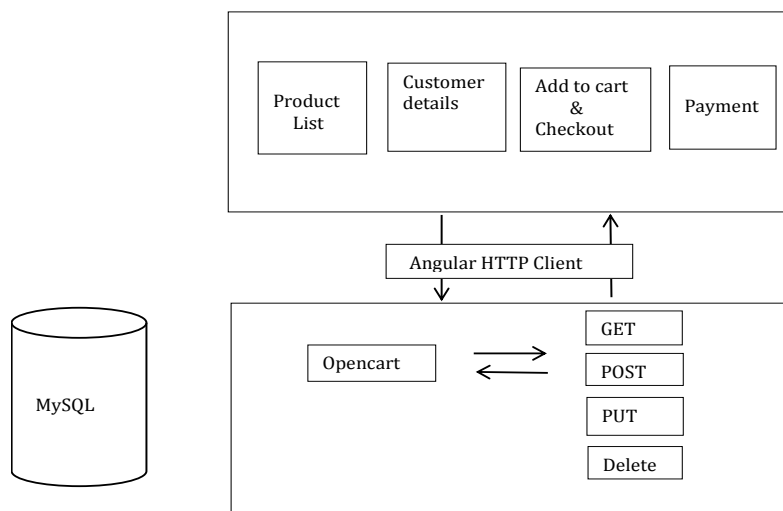 Product
List
Customer
details
Add to cart
&
Checkout
Payment
Angular HTTP Client
MySQL
Opencart
GET
POST
PUT
Delete